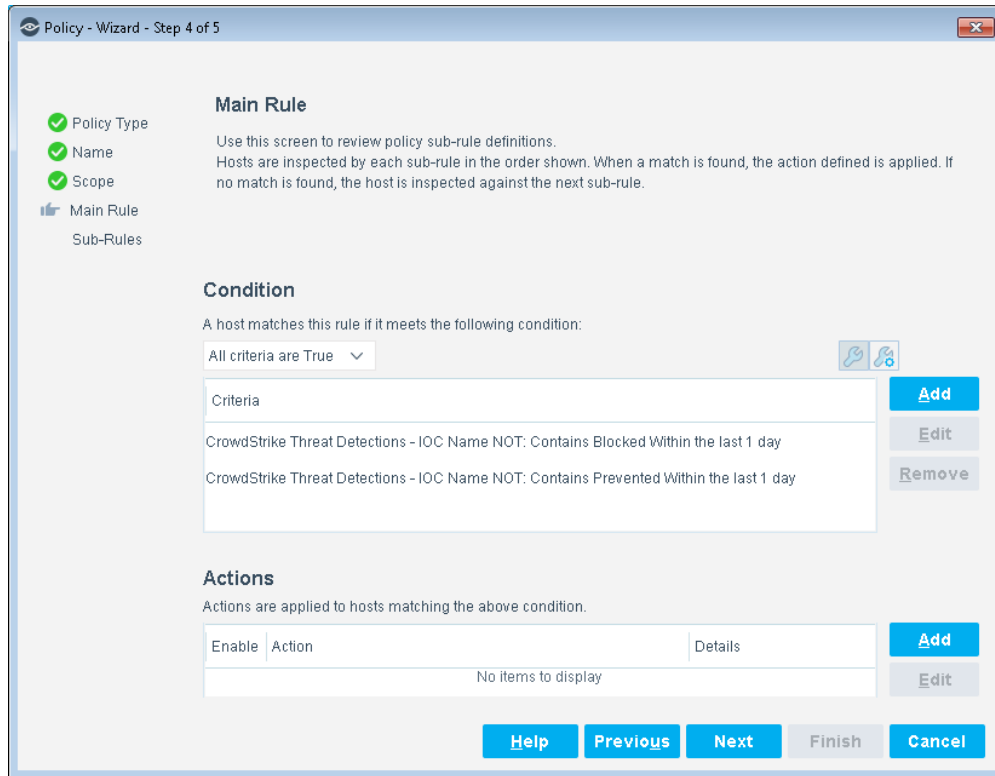 Policy - Wizard - Step 4 of 5
Policy Type
Name
Scope
Main Rule
Sub-Rules
Main Rule
Use this screen to review policy sub-rule definitions.
Hosts are inspected by each sub-rule in the order shown. When a match is found, the action defined is applied. If
no match is found, the host is inspected against the next sub-rule.
Condition
A host matches this rule if it meets the following condition:
All criteria are True
Criteria
CrowdStrike Threat Detections - IOC Name NOT: Contains Blocked Within the last 1 day
CrowdStrike Threat Detections - IOC Name NOT: Contains Prevented Within the last 1 day
Add
Edit
Remove
Actions
Actions are applied to hosts matching the above condition.
Enable Action Details
No items to display
Add
Edit
Help Previous Next Finish Cancel